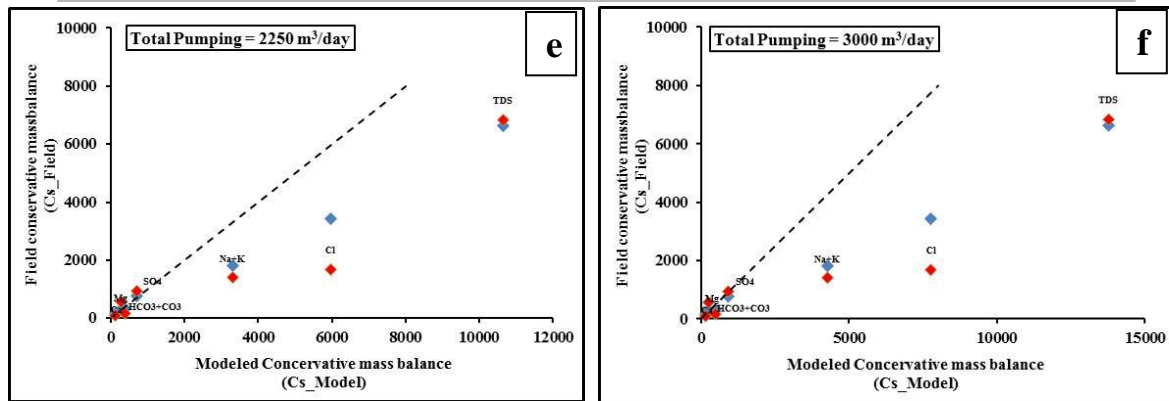 Total Pumping = 2250 m³/day
e
10000
8000
6000
4000
2000
0
Field conservative massbalance
(Cs_Field)
TDS
Cl
Na+K
SO4
Mg
HCO3+CO3
0 2000 4000 6000 8000 10000 12000
Modeled Concervative mass balance
(Cs_Model)
Total Pumping = 3000 m³/day
f
10000
8000
6000
4000
2000
0
Field conservative massbalance
(Cs_Field)
TDS
Cl
Na+K
SO4
Mg
HCO3+CO3
0 5000 10000 15000
Modeled Concervative mass balance
(Cs_Model)